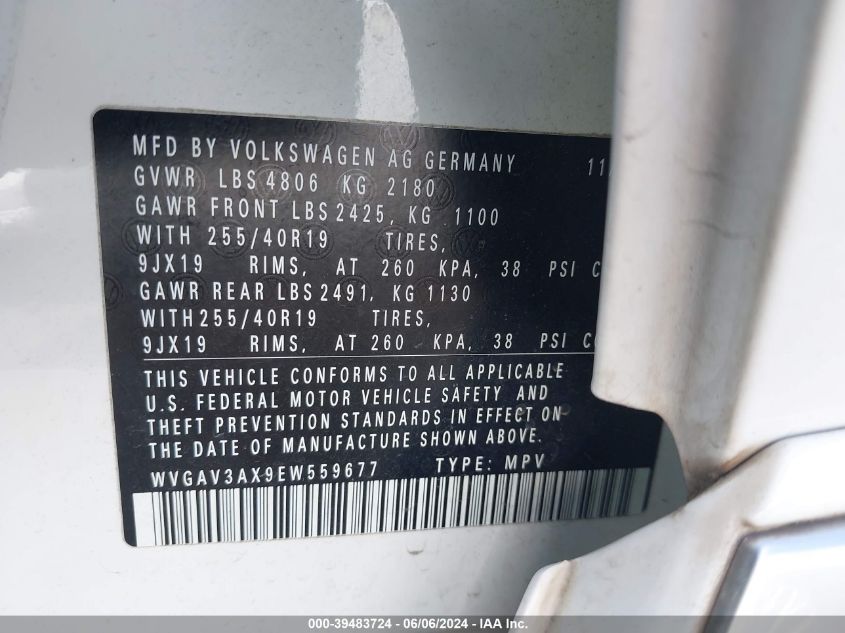 MFD BY VOLKSWAGEN AG GERMANY 11/
GVWR LBS 4806 KG 2180
GAWR FRONT LBS 2425, KG 1100
WITH 255/40R19 TIRES,
9JX19 RIMS, AT 260 KPA, 38 PSI C
GAWR REAR LBS 2491, KG 1130
WITH255/40R19 TIRES,
9JX19 RIMS, AT 260 KPA, 38 PSI C
THIS VEHICLE CONFORMS TO ALL APPLICABLE
U.S. FEDERAL MOTOR VEHICLE SAFETY AND
THEFT PREVENTION STANDARDS IN EFFECT ON
THE DATE OF MANUFACTURE SHOWN ABOVE.
WVGAV3AX9EW559677 TYPE: MPV
000-39483724 - 06/06/2024 - IAA Inc.